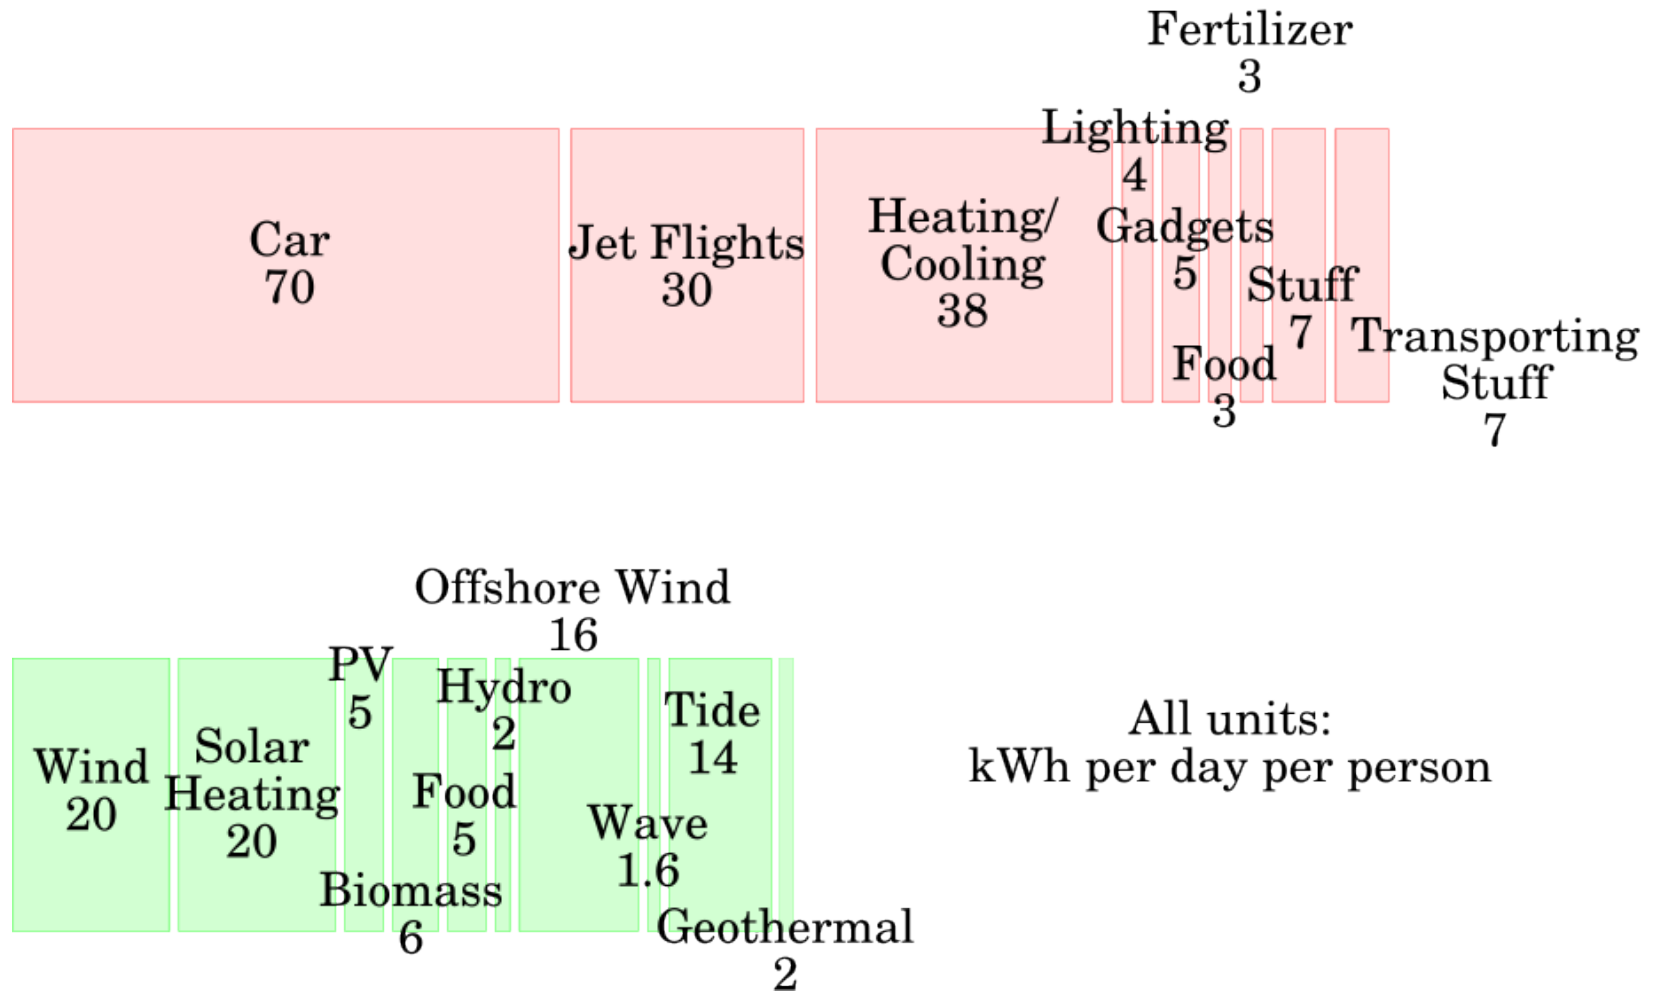 Fertilizer
3
Lighting
4
Car
70
Jet Flights
30
Heating/
Cooling
38
Gadgets
5
Food
3
Stuff
7
Transporting
Stuff
7
Offshore Wind
16
Wind
20
Solar
Heating
20
PV
5
Biomass
6
Food
5
Hydro
2
Wave
1.6
Tide
14
Geothermal
2
All units:
kWh per day per person